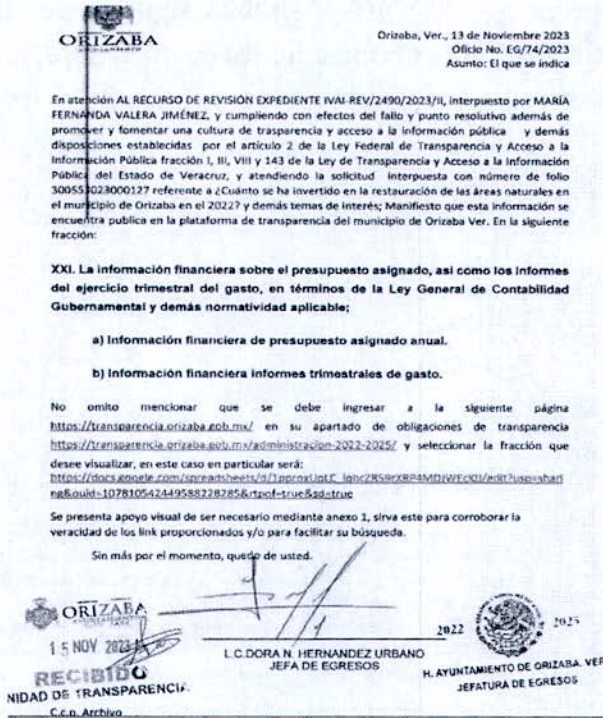 ORIZABA
Orizaba, Ver., 13 de Noviembre 2023
Oficio No. EG/74/2023
Asunto: El que se indica
En atención AL RECURSO DE REVISION EXPEDIENTE IVAI-REV/2490/2023/II, interpuesto por MARÍA
FERNANDA VALERA JIMÉNEZ, y cumpliendo con efectos del fallo y punto resolutivo además de
promover y fomentar una cultura de trasparencia y acceso a la información pública y demás
disposiciones establecidas por el artículo 2 de la Ley Federal de Transparencia y Acceso a la
Información Pública fracción I, III, VIII y 143 de la Ley de Transparencia y Acceso a la Información
Pública del Estado de Veracruz, y atendiendo la solicitud interpuesta con número de folio
300553023000127 referente a ¿Cuánto se ha invertido en la restauración de las áreas naturales en
el municipio de Orizaba en el 2022? y demás temas de interés; Manifiesto que esta información se
encuentra publica en la plataforma de transparencia del municipio de Orizaba Ver. En la siguiente
fracción:
XXI. La información financiera sobre el presupuesto asignado, así como los informes
del ejercicio trimestral del gasto, en términos de la Ley General de Contabilidad
Gubernamental y demás normatividad aplicable;
a) Información financiera de presupuesto asignado anual.
b) Información financiera informes trimestrales de gasto.
No omito mencionar que se debe ingresar a la siguiente página
https://transparencia.orizaba.gob.mx/ en su apartado de obligaciones de transparencia
https://transparencia.orizaba.gob.mx/administracion-2022-2025/ y seleccionar la fracción que
desee visualizar, en este caso en particular será:
ng&ouid=107810542449588228285&rtpof=true&sd=true
Se presenta apoyo visual de ser necesario mediante anexo 1, sirva este para corroborar la
veracidad de los link proporcionados y/o para facilitar su búsqueda.
Sin más por el momento, quedo de usted.
ORIZABA
15 NOV. 2023
RECIBIDO
NIDAD DE TRANSPARENCIA.
C.c.p. Archivo
L.C.DORA N. HERNANDEZ URBANO
JEFA DE EGRESOS
2022 2025
H. AYUNTAMIENTO DE ORIZABA. VER
JEFATURA DE EGRESOS